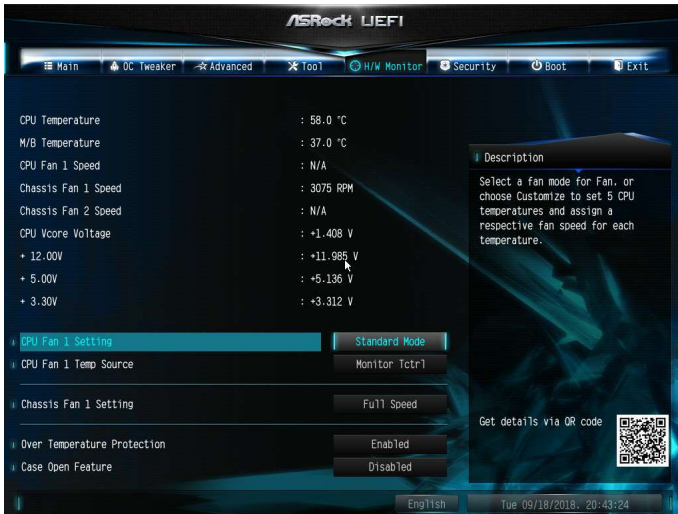 ASRock UEFI
Main OC Tweaker Advanced Tool H/W Monitor Security Boot Exit
CPU Temperature : 58.0 °C
M/B Temperature : 37.0 °C
CPU Fan 1 Speed : N/A
Chassis Fan 1 Speed : 3075 RPM
Chassis Fan 2 Speed : N/A
CPU Vcore Voltage : +1.408 V
+ 12.00V : +11.985 V
+ 5.00V : +5.136 V
+ 3.30V : +3.312 V
CPU Fan 1 Setting Standard Mode
CPU Fan 1 Temp Source Monitor Tctrl
Chassis Fan 1 Setting Full Speed
Over Temperature Protection Enabled
Case Open Feature Disabled
Description
Select a fan mode for Fan. or
choose Customize to set 5 CPU
temperatures and assign a
respective fan speed for each
temperature.
Get details via QR code
English Tue 09/18/2018. 20:43:24